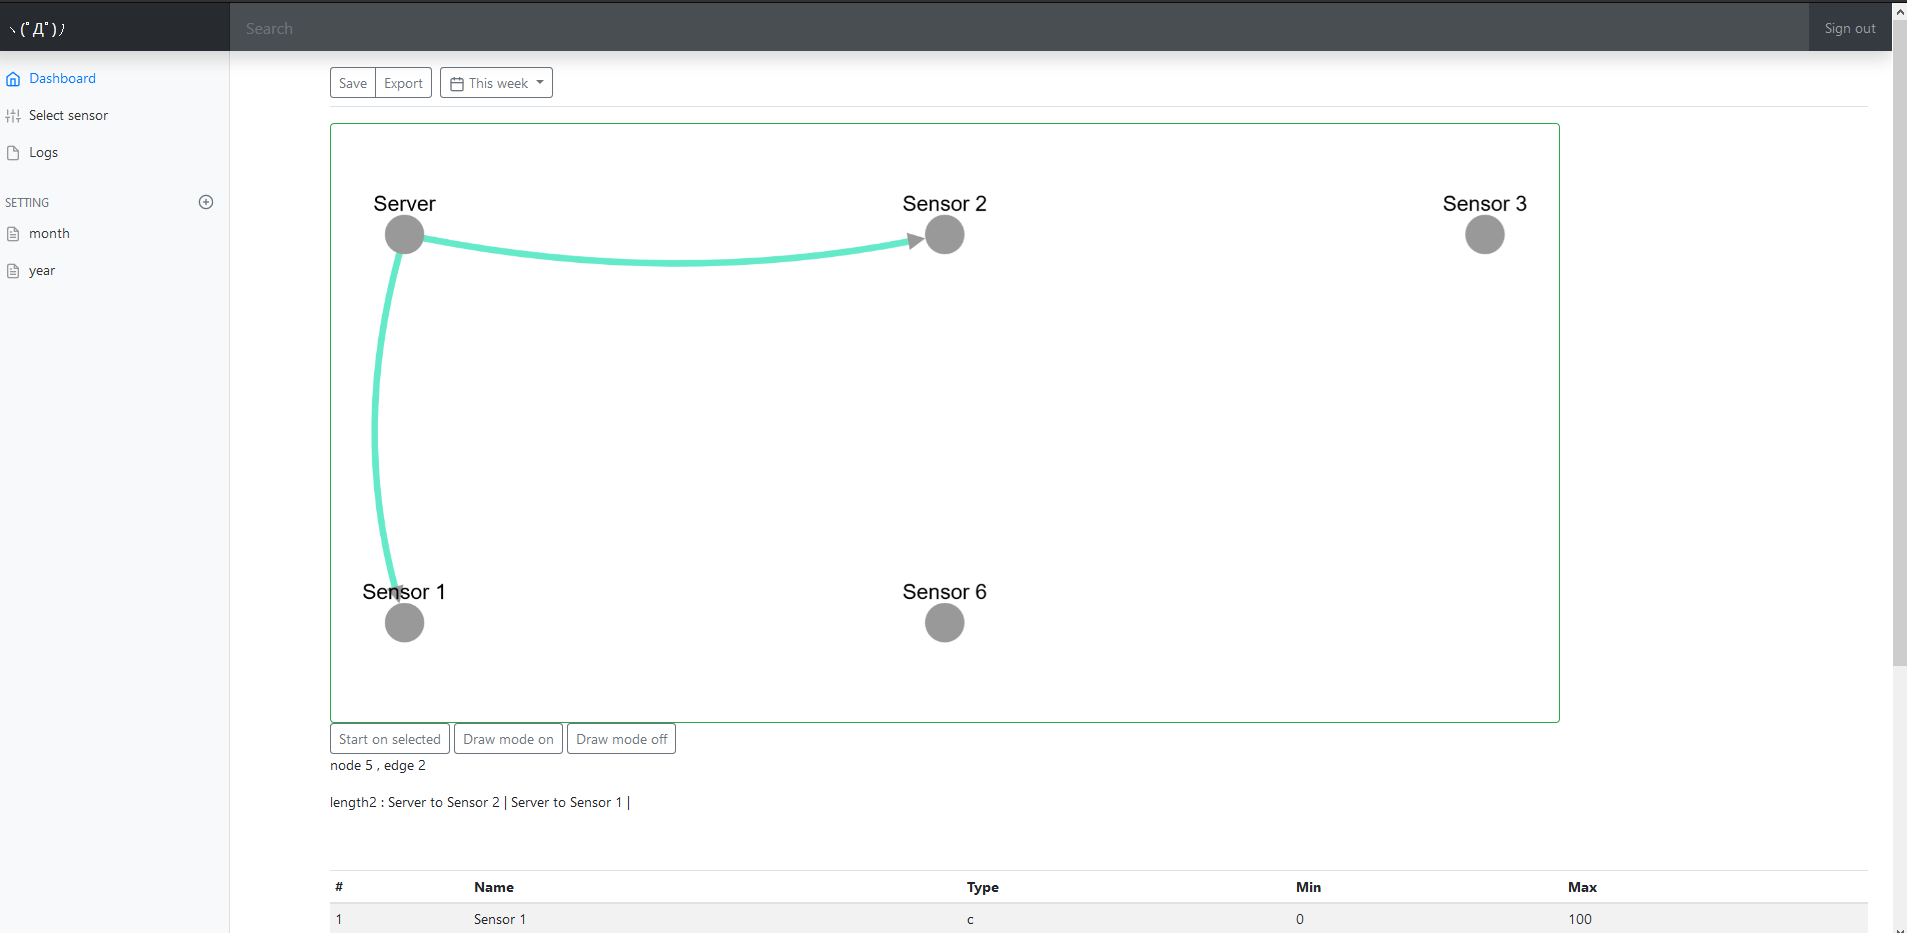 ヽ(ﾟДﾟ)ﾉ
Search
Sign out
Dashboard
Select sensor
Logs
SETTING
month
year
Save Export This week
Server Sensor 2 Sensor 3
Sensor 1 Sensor 6
Start on selected Draw mode on Draw mode off
node 5 , edge 2
length2 : Server to Sensor 2 | Server to Sensor 1 |
# Name Type Min Max
1 Sensor 1 c 0 100